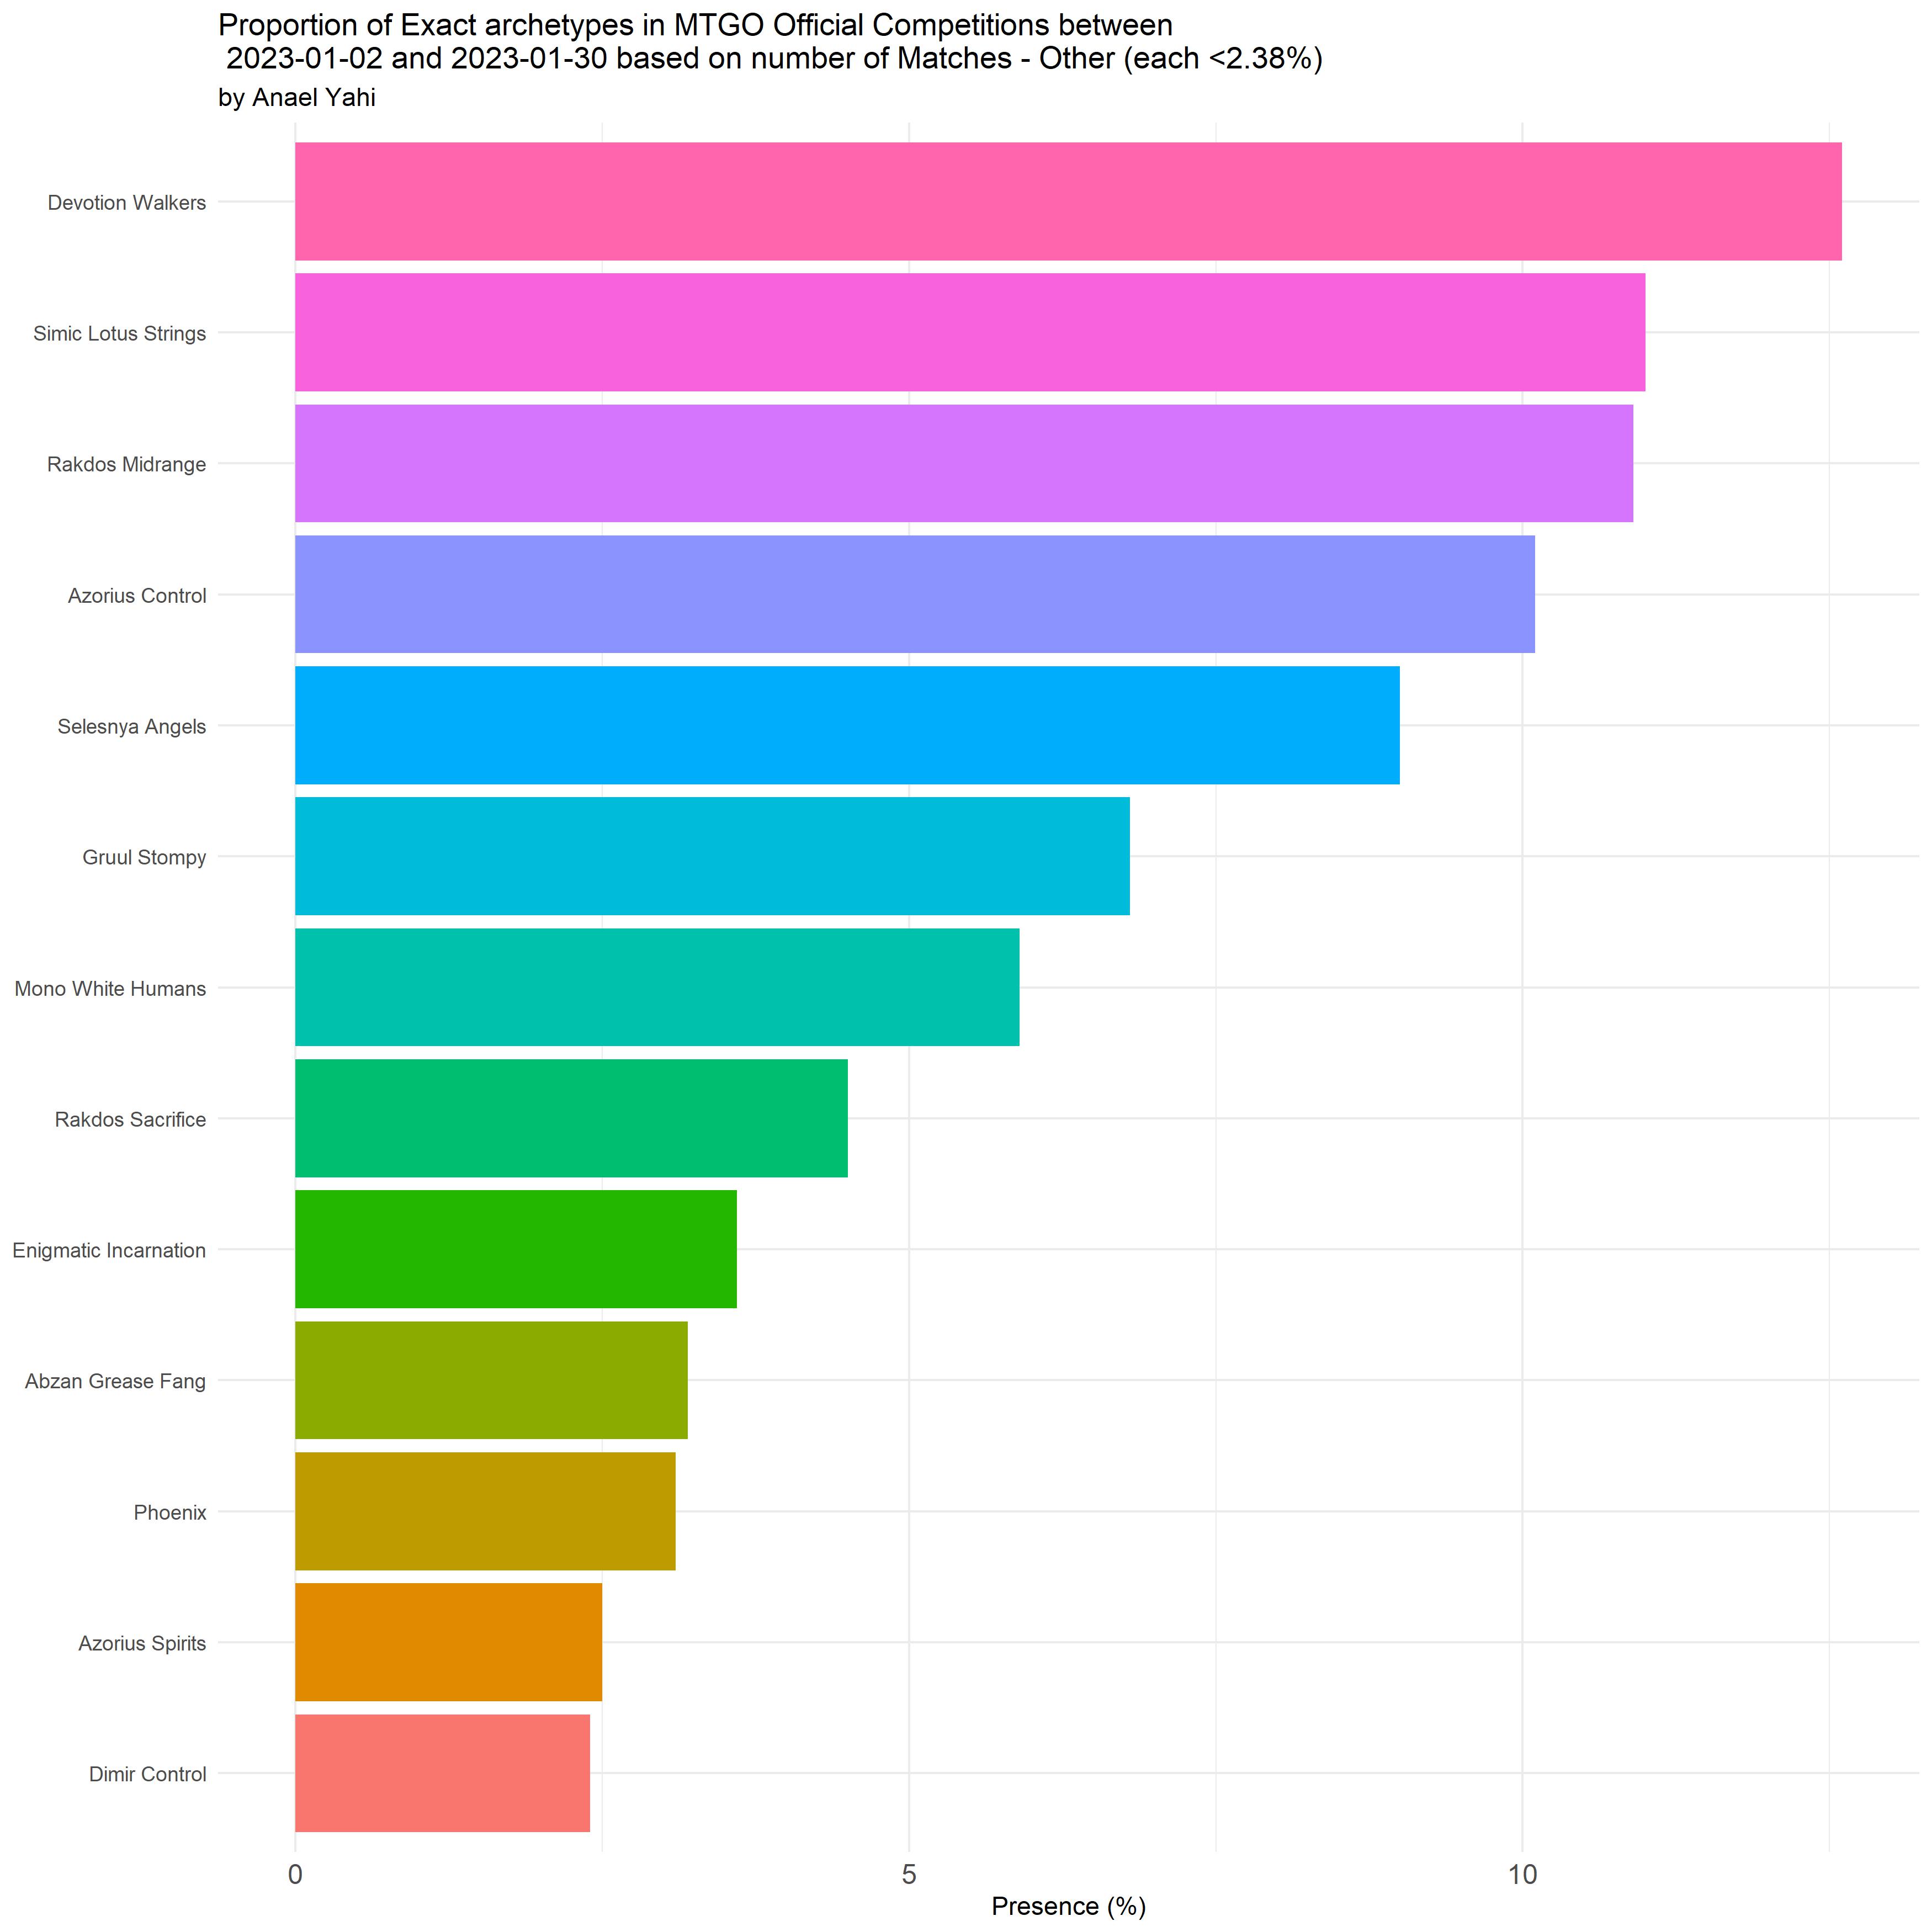 Proportion of Exact archetypes in MTGO Official Competitions between
2023-01-02 and 2023-01-30 based on number of Matches - Other (each <2.38%)
by Anael Yahi
Devotion Walkers
Simic Lotus Strings
Rakdos Midrange
Azorius Control
Selesnya Angels
Gruul Stompy
Mono White Humans
Rakdos Sacrifice
Enigmatic Incarnation
Abzan Grease Fang
Phoenix
Azorius Spirits
Dimir Control
0 5 10
Presence (%)